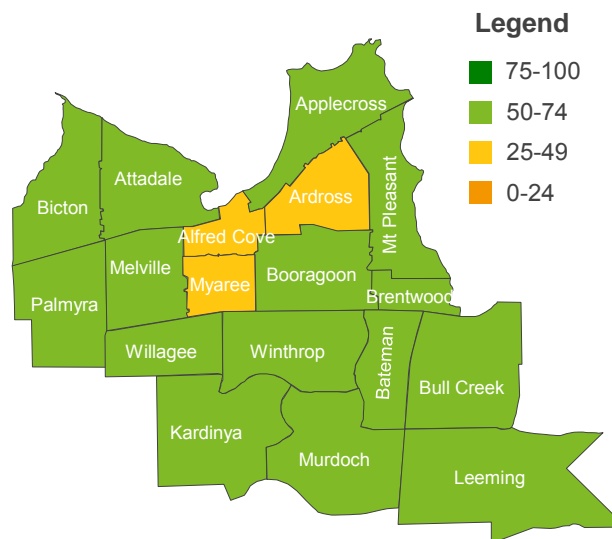 Legend
75-100
50-74
25-49
0-24
Applecross
Attadale
Bicton
Ardross
Mt Pleasant
Alfred Cove
Melville
Myaree
Booragoon
Brentwood
Palmyra
Willagee
Winthrop
Bateman
Bull Creek
Kardinya
Murdoch
Leeming